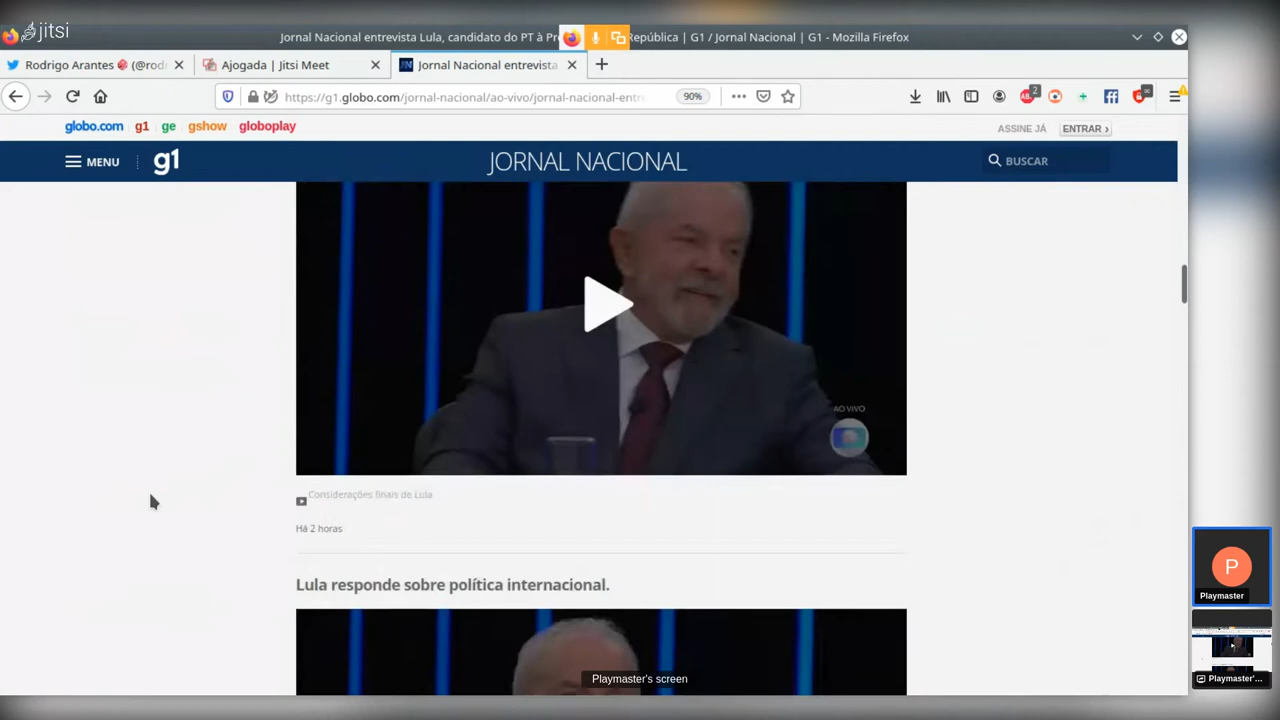 jitsi
Jornal Nacional entrevista Lula, candidato do PT à Pr República | G1 / Jornal Nacional | G1 - Mozilla Firefox
Rodrigo Arantes (@rod
Ajogada | Jitsi Meet
Jornal Nacional entrevista
https://g1.globo.com/jornal-nacional/ao-vivo/jornal-nacional-entr
90%
2
globo.com g1 ge gshow globoplay
ASSINE JÁ ENTRAR ›
MENU g1 JORNAL NACIONAL BUSCAR
AO VIVO
Considerações finais de Lula
Há 2 horas
Lula responde sobre política internacional.
P
Playmaster
Playmaster's screen
Playmaster'...